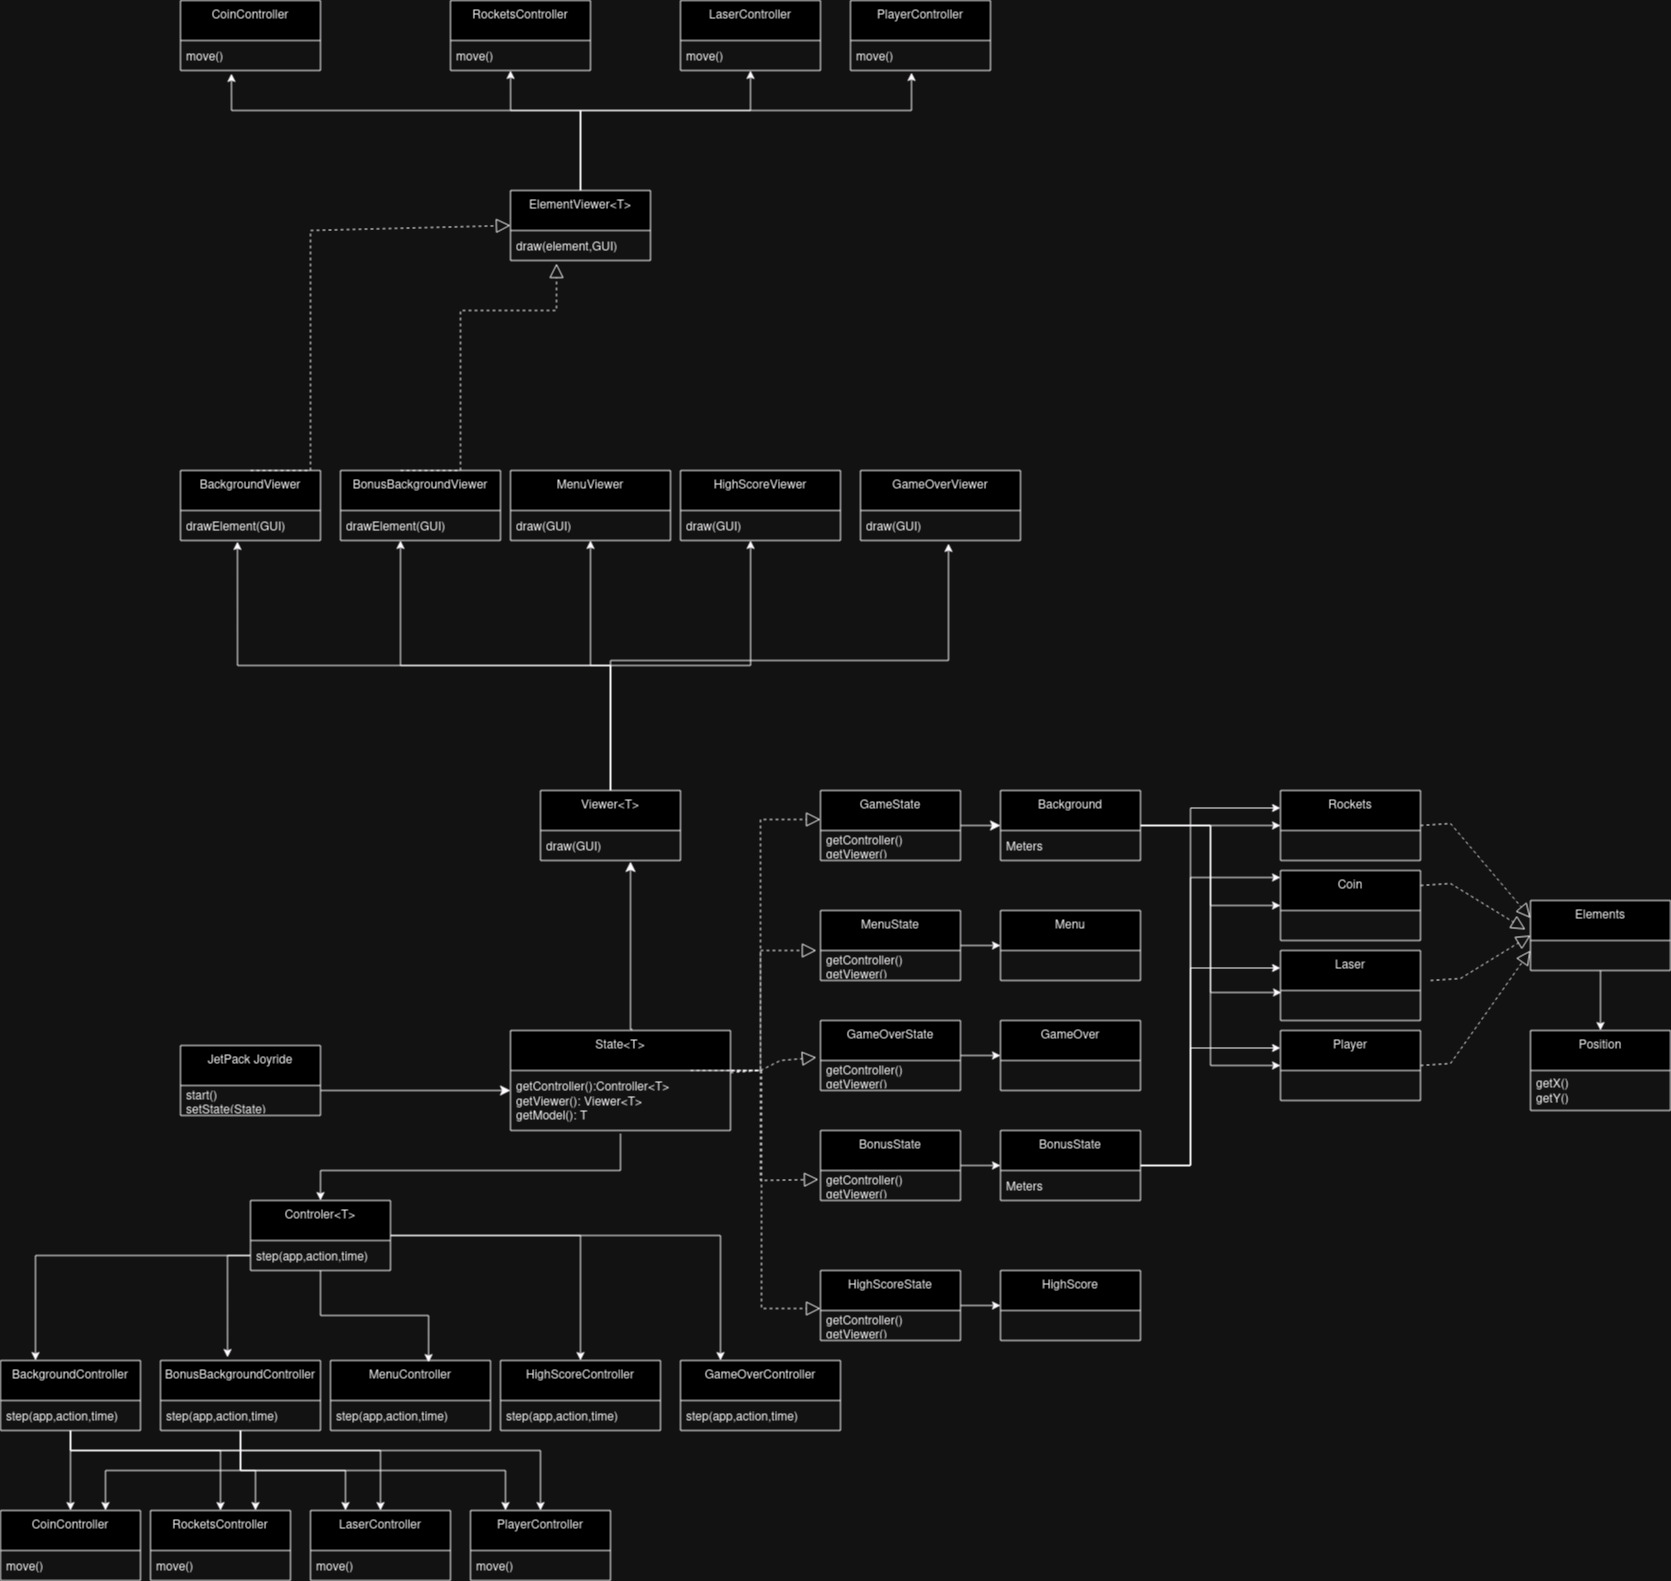 CoinController
move()
RocketsController
move()
LaserController
move()
PlayerController
move()
ElementViewer<T>
draw(element,GUI)
BackgroundViewer
drawElement(GUI)
BonusBackgroundViewer
drawElement(GUI)
MenuViewer
draw(GUI)
HighScoreViewer
draw(GUI)
GameOverViewer
draw(GUI)
Viewer<T>
draw(GUI)
GameState
getController()
getViewer()
Background
Meters
Rockets
Coin
MenuState
getController()
getViewer()
Menu
Laser
Elements
JetPack Joyride
start()
setState(State)
State<T>
getController():Controller<T>
getViewer(): Viewer<T>
getModel(): T
GameOverState
getController()
getViewer()
GameOver
Player
Position
getX()
getY()
BonusState
getController()
getViewer()
BonusState
Meters
Controler<T>
step(app,action,time)
HighScoreState
getController()
getViewer()
HighScore
BackgroundController
step(app,action,time)
BonusBackgroundController
step(app,action,time)
MenuController
step(app,action,time)
HighScoreController
step(app,action,time)
GameOverController
step(app,action,time)
CoinController
move()
RocketsController
move()
LaserController
move()
PlayerController
move()